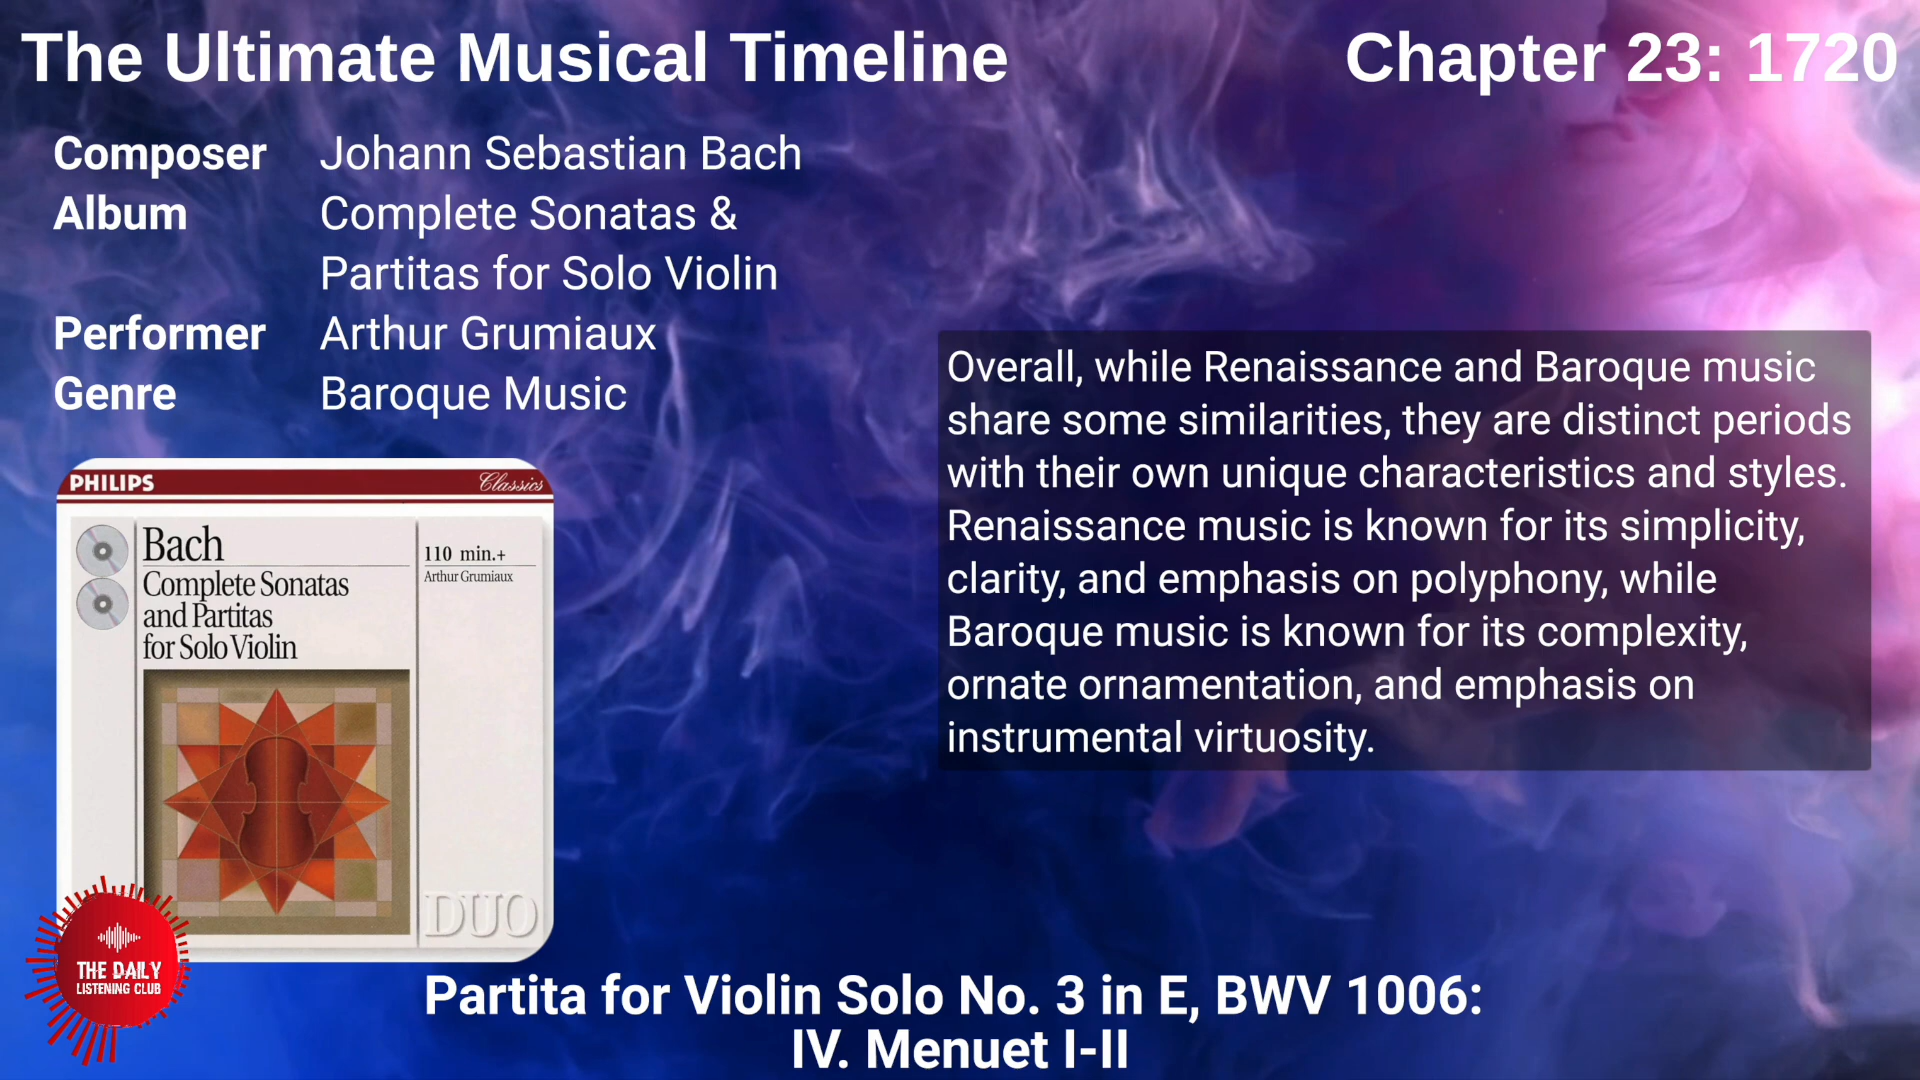 The Ultimate Musical Timeline
Chapter 23: 1720
Composer Johann Sebastian Bach
Album Complete Sonatas &
Partitas for Solo Violin
Performer Arthur Grumiaux
Genre Baroque Music
Overall, while Renaissance and Baroque music
share some similarities, they are distinct periods
with their own unique characteristics and styles.
Renaissance music is known for its simplicity,
clarity, and emphasis on polyphony, while
Baroque music is known for its complexity,
ornate ornamentation, and emphasis on
instrumental virtuosity.
PHILIPS Classics
Bach
Complete Sonatas
and Partitas
for Solo Violin
110 min.+
Arthur Grumiaux
DUO
THE DAILY
LISTENING CLUB
Partita for Violin Solo No. 3 in E, BWV 1006:
IV. Menuet I-II